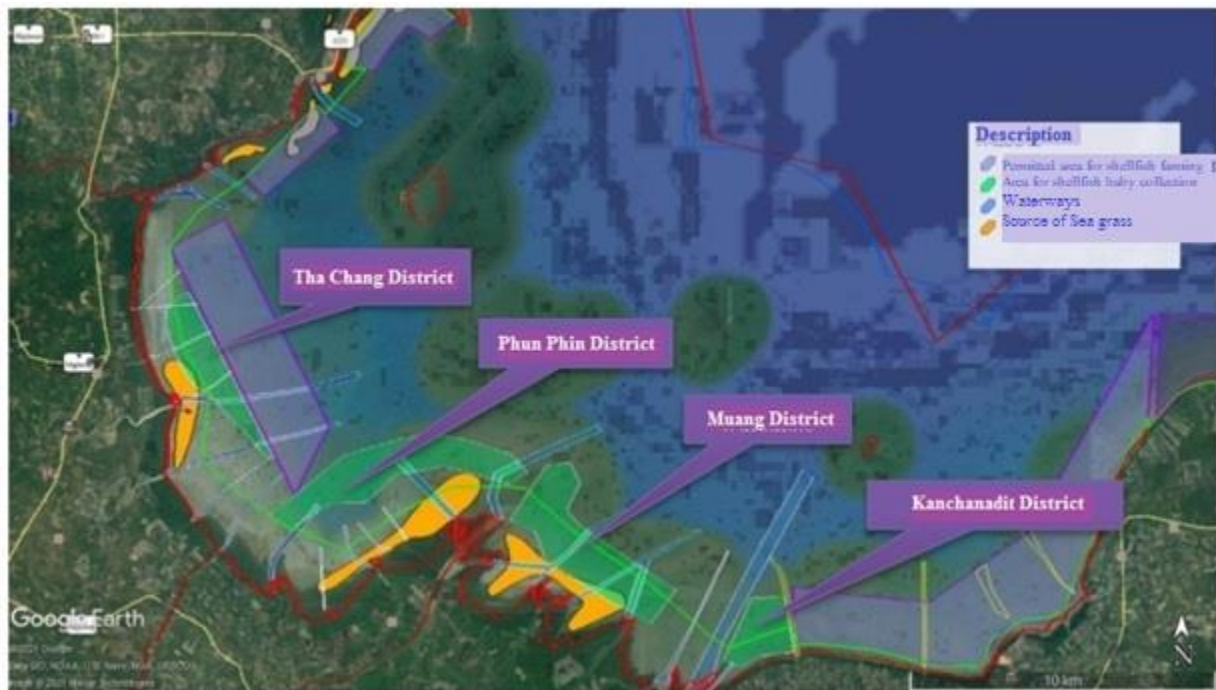 Description
Permitted area for shellfish farming
Area for shellfish baby collection
Waterways
Source of Sea grass
Tha Chang District
Phun Phin District
Muang District
Kanchanadit District
Google Earth
N
10 km